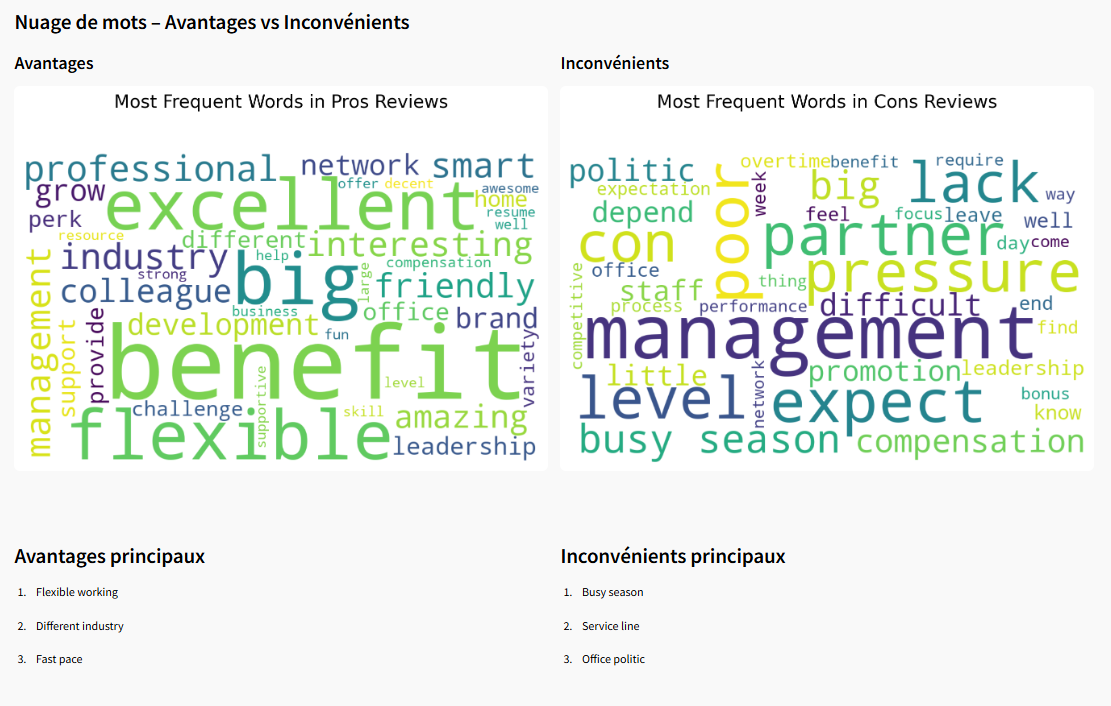 Nuage de mots – Avantages vs Inconvénients
Avantages
Most Frequent Words in Pros Reviews
professional network smart
grow offer decent awesome
excellent home
perk resume
resource well
different interesting
industry help
strong compensation
management colleague big large friendly
business office
support provide development fun brand
benefit variety
level
challenge supportive skill amazing
flexible leadership
Inconvénients
Most Frequent Words in Cons Reviews
politic overtime benefit require
expectation poor week big lack way
depend feel focus leave well
con partner day come
office thing pressure
competitive staff
process performance difficult end
management find
little promotion leadership
level network expect bonus
know
busy season compensation
Avantages principaux
1. Flexible working
2. Different industry
3. Fast pace
Inconvénients principaux
1. Busy season
2. Service line
3. Office politic